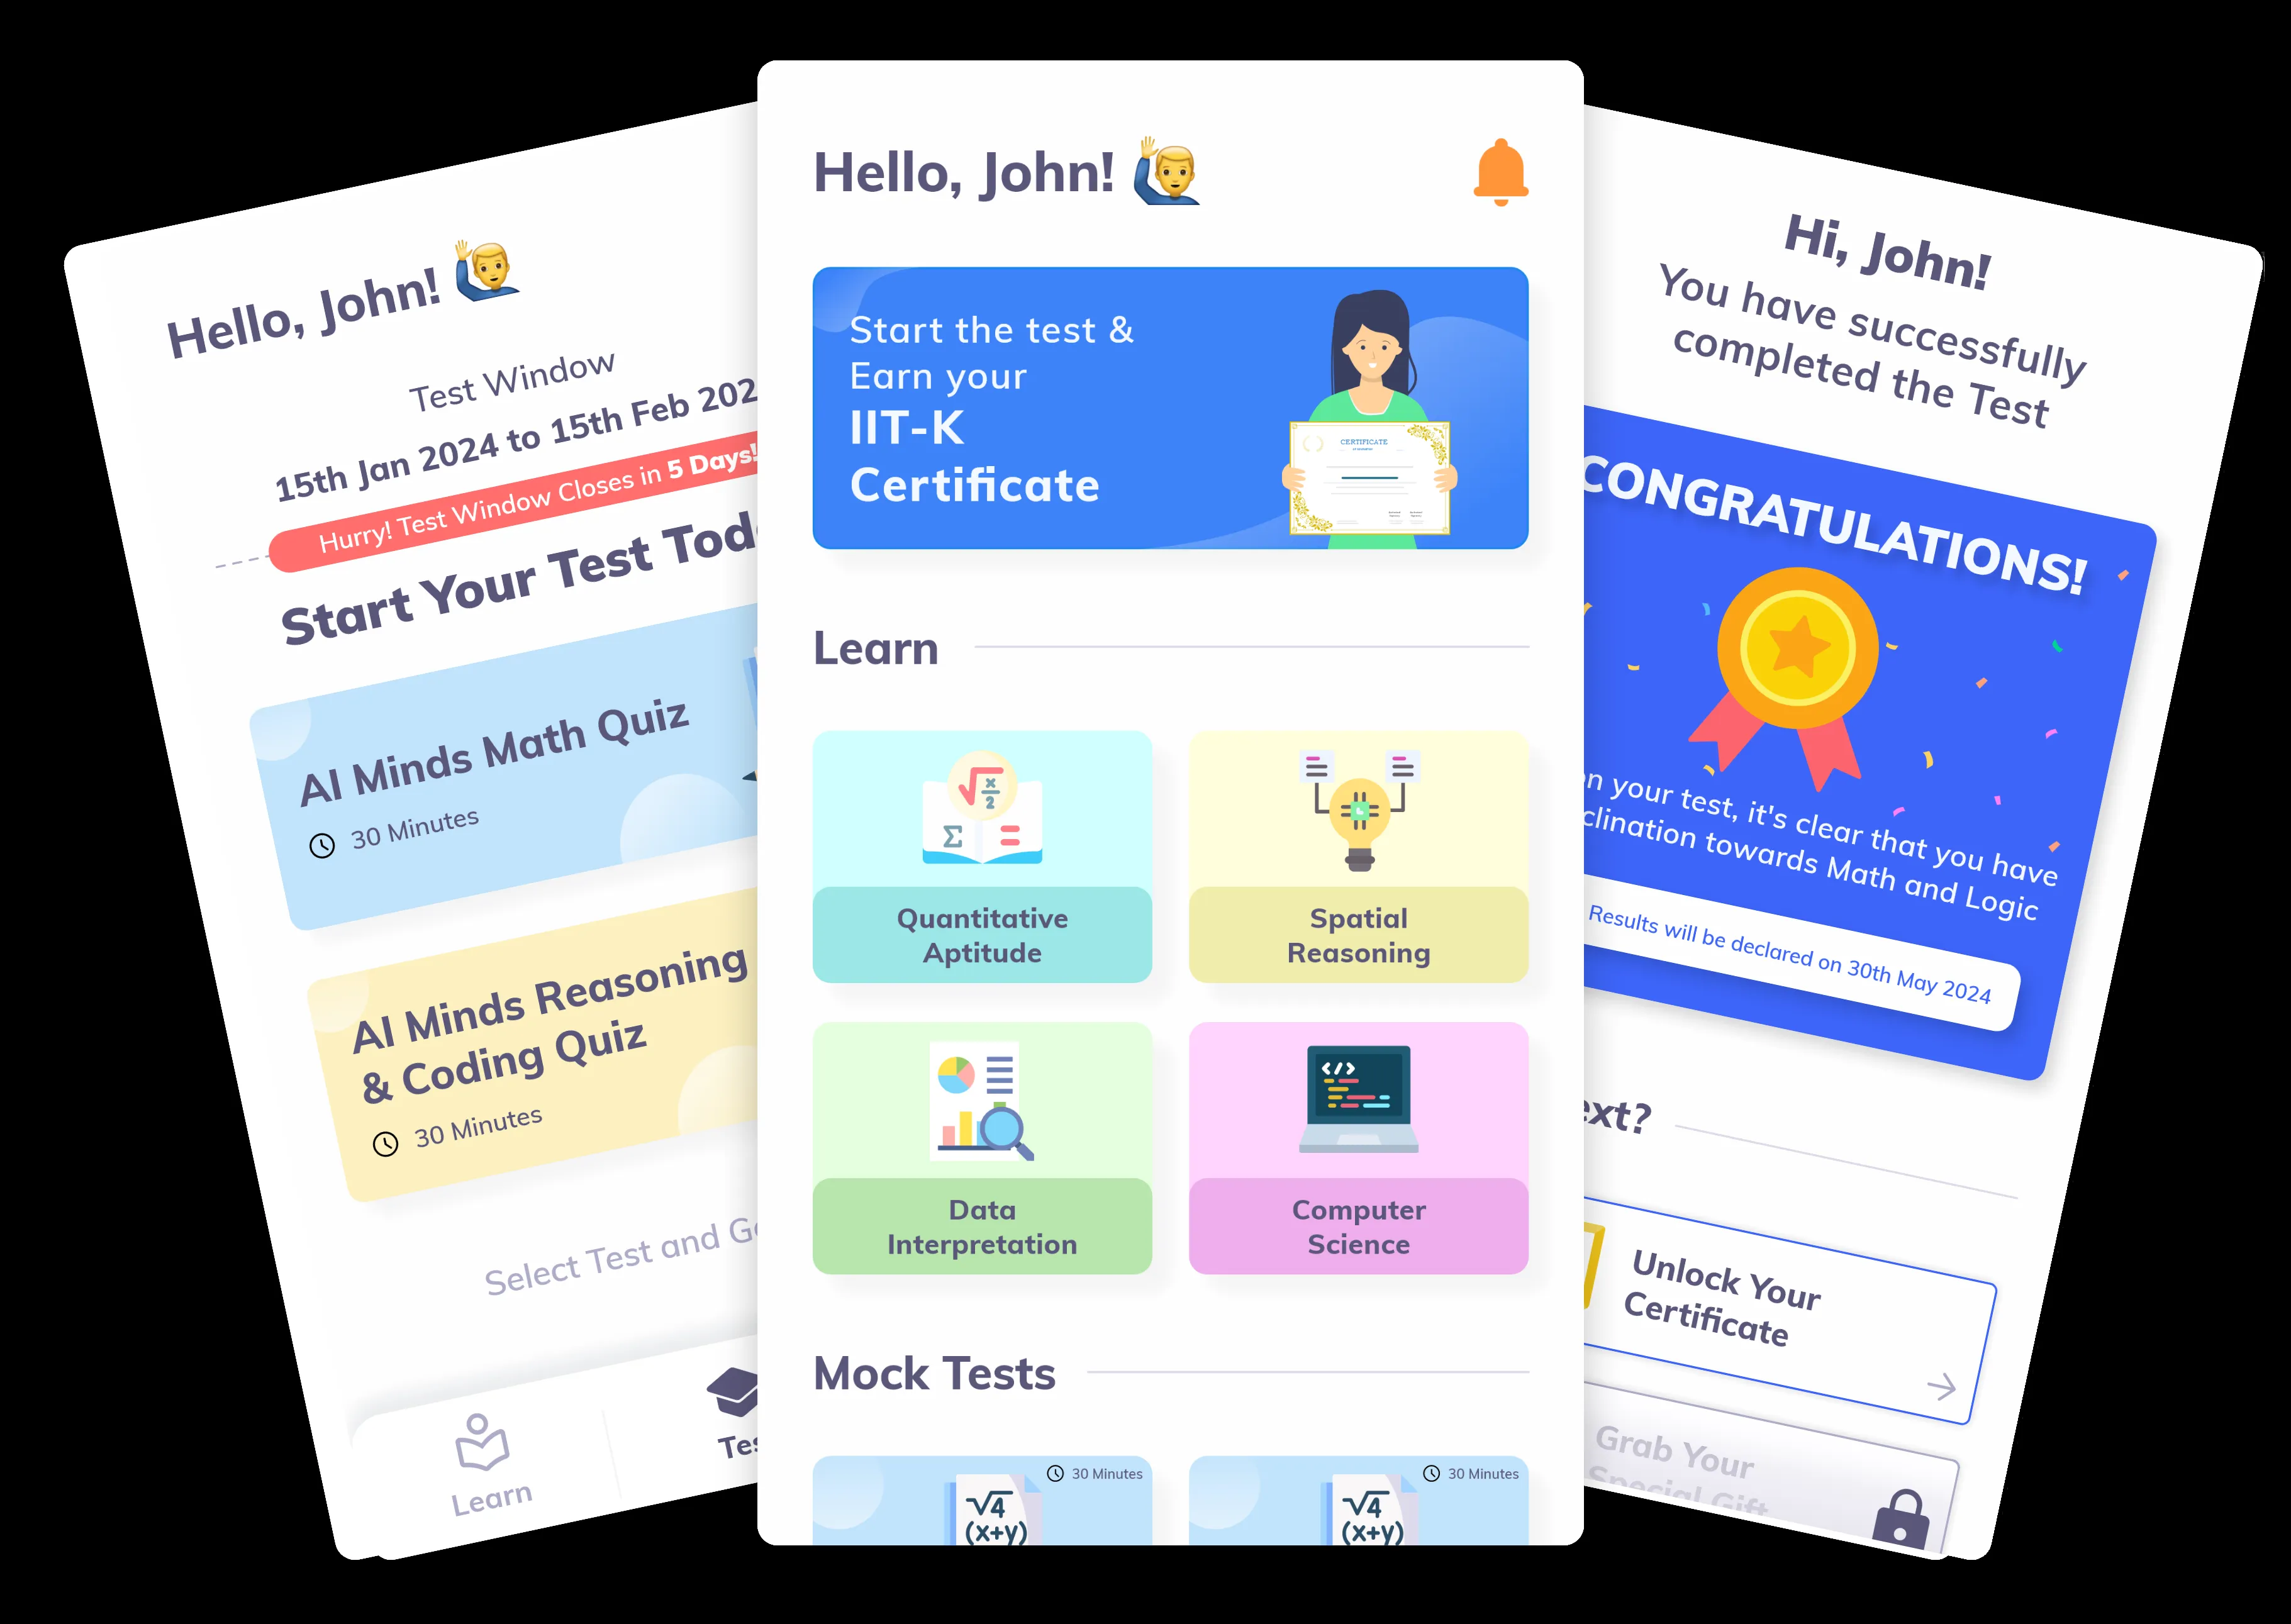 Hello, John!
Test Window
15th Jan 2024 to 15th Feb 202
Hurry! Test Window Closes in 5 Days!
Start Your Test Tod
AI Minds Math Quiz
30 Minutes
AI Minds Reasoning
& Coding Quiz
30 Minutes
Select Test and G
Learn
Tes
Hello, John!
Start the test &
Earn your
IIT-K
Certificate
CERTIFICATE
Learn
√x/2
Σ =
Quantitative
Aptitude
Spatial
Reasoning
Data
Interpretation
</>
Computer
Science
Mock Tests
30 Minutes
√4
(x+y)
30 Minutes
√4
(x+y)
Hi, John!
You have successfully
completed the Test
CONGRATULATIONS!
n your test, it's clear that you have
clination towards Math and Logic
Results will be declared on 30th May 2024
ext?
Unlock Your
Certificate
Grab Your
Special Gift